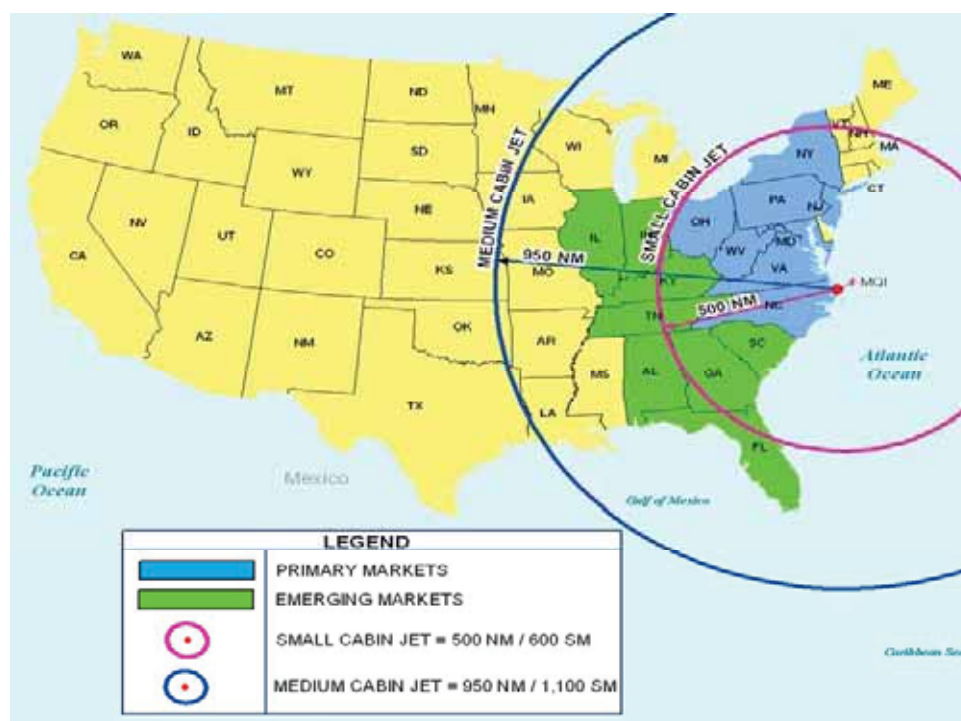 WA
MT
ND
MN
ME
OR
ID
SD
WI
MI
VT
NH
MA
WY
NY
CT
NV
NE
IA
OH
PA
NJ
UT
CO
IL
IN
WV
MD
CA
KS
MO
KY
VA
MEDIUM CABIN JET
SMALL CABIN JET
950 NM
500 NM
MQI
AZ
NM
OK
AR
TN
NC
SC
TX
LA
MS
AL
GA
FL
Atlantic
Ocean
Pacific
Ocean
Mexico
Gulf of Mexico
LEGEND
PRIMARY MARKETS
EMERGING MARKETS
SMALL CABIN JET = 500 NM / 600 SM
MEDIUM CABIN JET = 950 NM / 1,100 SM
Caribbean Sea